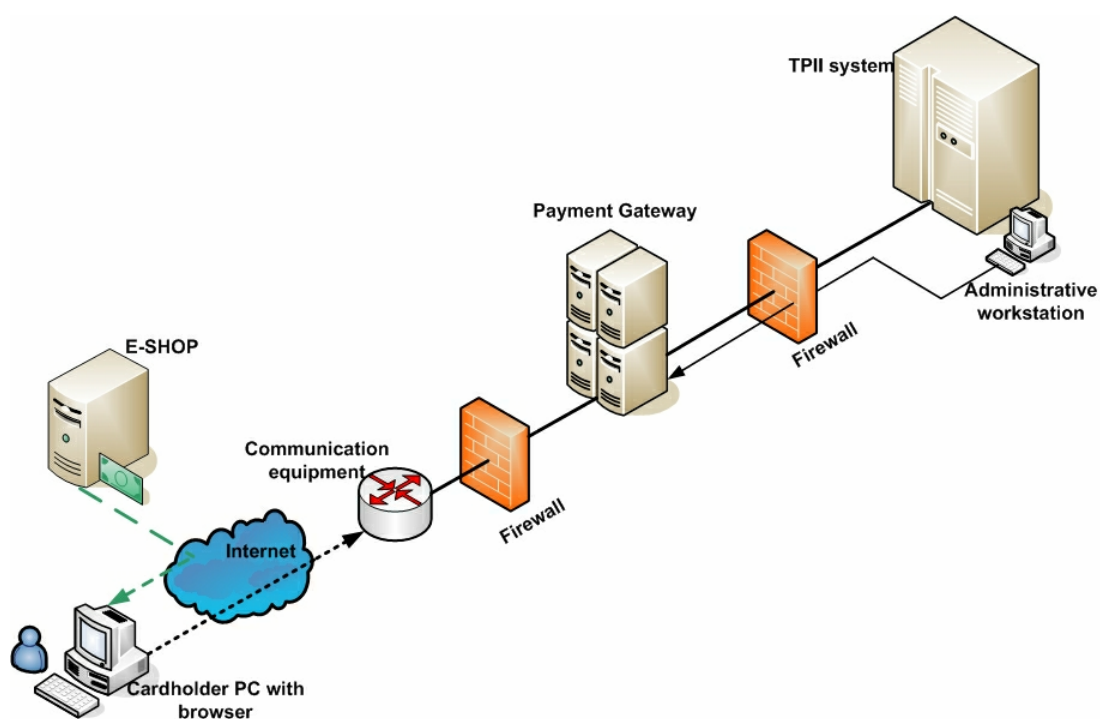 TPII system
Payment Gateway
Administrative
workstation
Firewall
E-SHOP
Communication
equipment
Firewall
Internet
Cardholder PC with
browser